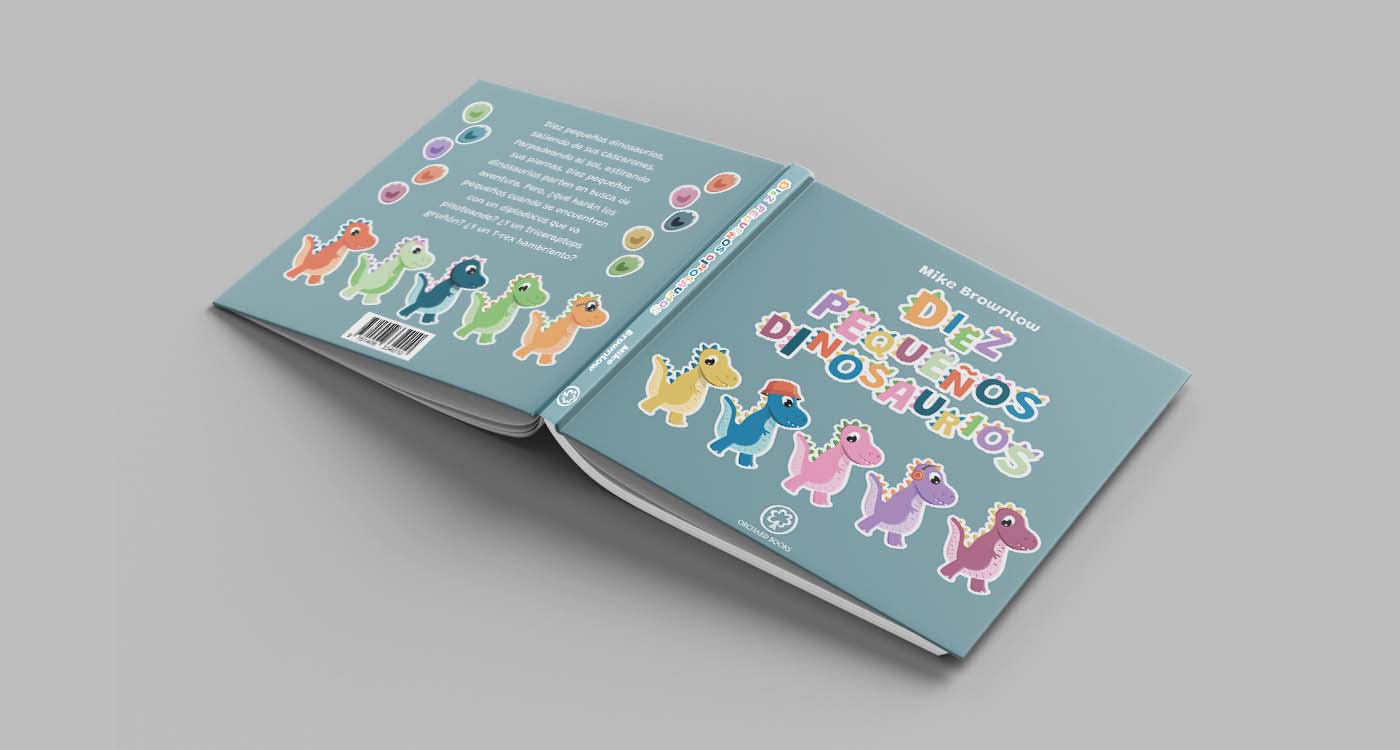 Mike Brownlow
DIEZ
PEQUEÑOS
DINOSAURIOS
ORCHARD BOOKS
DIEZ PEQUEÑOS DINOSAURIOS
Mike
Brownlow
Diez pequeños dinosaurios,
saliendo de sus cascarones.
Parpadeando al sol, estirando
sus piernas. Diez pequeños
dinosaurios parten en busca de
aventura. Pero, ¿qué harán los
pequeños cuando se encuentren
con un diplodocus que va
pisoteando? ¿Y un triceraptops
gruñón? ¿Y un T-rex hambriento?